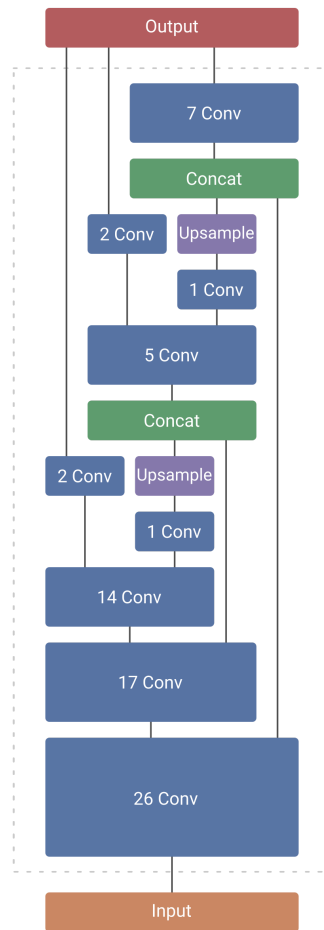 Output
7 Conv
Concat
2 Conv
Upsample
1 Conv
5 Conv
Concat
2 Conv
Upsample
1 Conv
14 Conv
17 Conv
26 Conv
Input